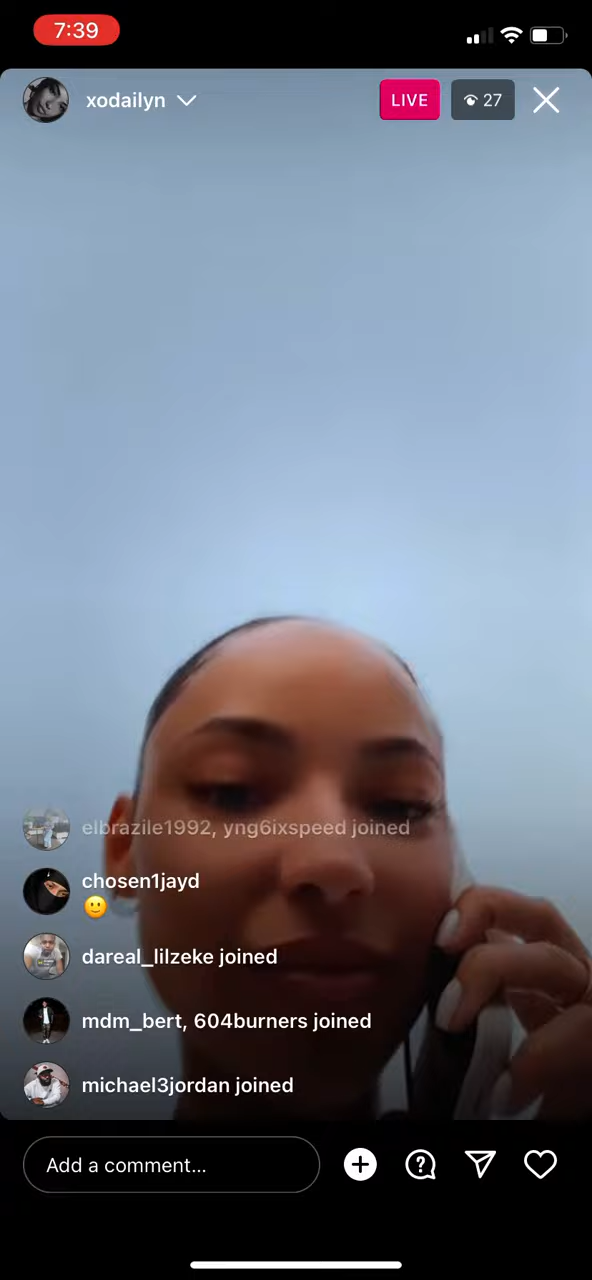 7:39
xodailyn
LIVE
27
elbrazile1992, yng6ixspeed joined
chosen1jayd
🙂
dareal_lilzeke joined
mdm_bert, 604burners joined
michael3jordan joined
Add a comment...